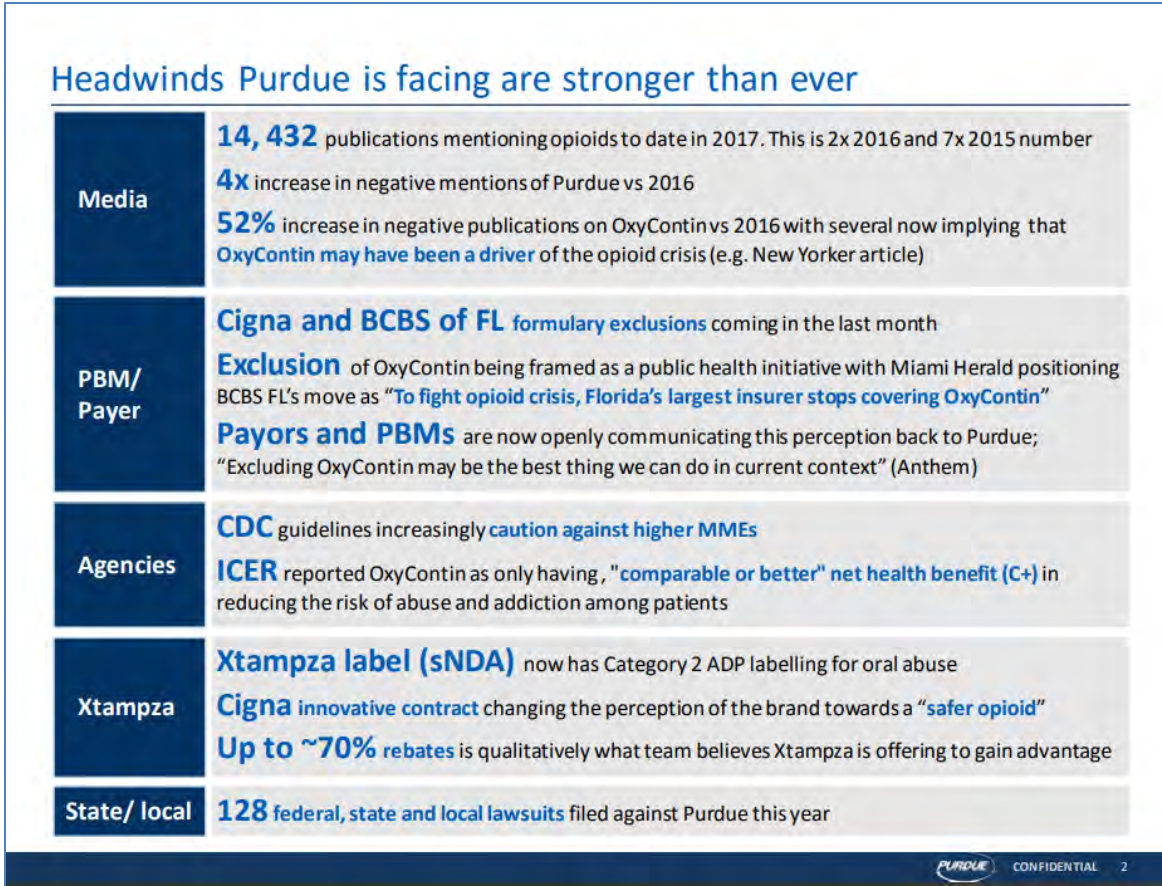 Headwinds Purdue is facing are stronger than ever
Media
14, 432 publications mentioning opioids to date in 2017. This is 2x 2016 and 7x 2015 number
4x increase in negative mentions of Purdue vs 2016
52% increase in negative publications on OxyContin vs 2016 with several now implying that
OxyContin may have been a driver of the opioid crisis (e.g. New Yorker article)
PBM/
Payer
Cigna and BCBS of FL formulary exclusions coming in the last month
Exclusion of OxyContin being framed as a public health initiative with Miami Herald positioning
BCBS FL's move as "To fight opioid crisis, Florida's largest insurer stops covering OxyContin"
Payors and PBMs are now openly communicating this perception back to Purdue;
"Excluding OxyContin may be the best thing we can do in current context" (Anthem)
Agencies
CDC guidelines increasingly caution against higher MMEs
ICER reported OxyContin as only having , "comparable or better" net health benefit (C+) in
reducing the risk of abuse and addiction among patients
Xtampza
Xtampza label (sNDA) now has Category 2 ADP labelling for oral abuse
Cigna innovative contract changing the perception of the brand towards a "safer opioid"
Up to ~70% rebates is qualitatively what team believes Xtampza is offering to gain advantage
State/ local
128 federal, state and local lawsuits filed against Purdue this year
PURDUE CONFIDENTIAL 2